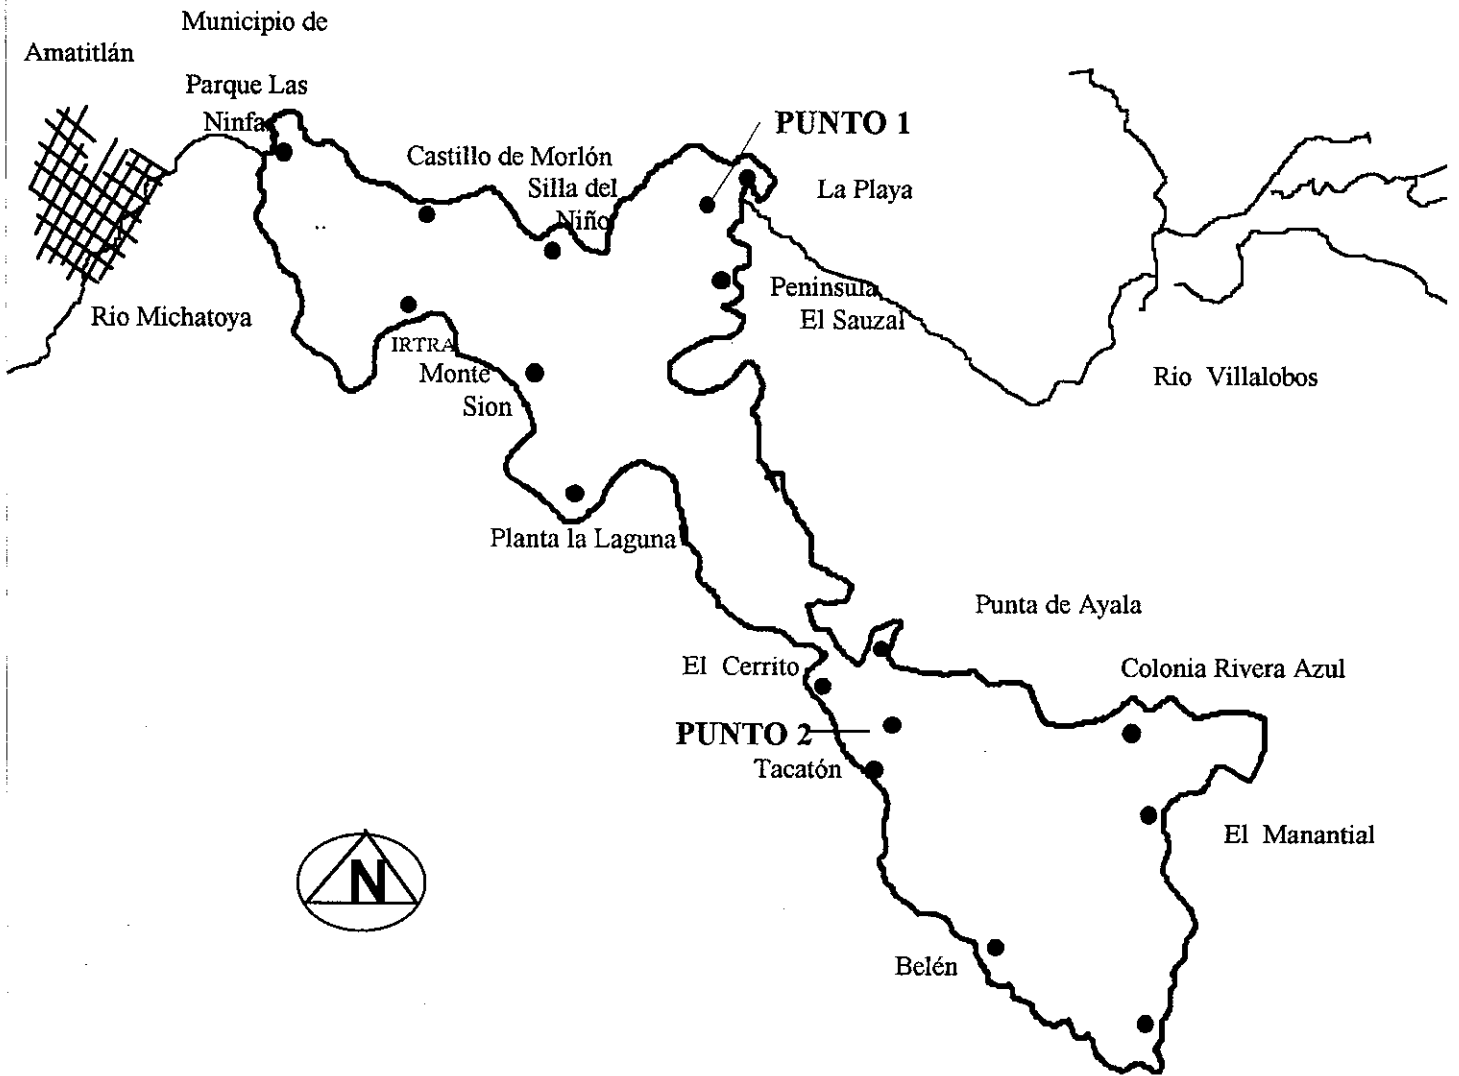 Municipio de
Amatitlán
Parque Las
Ninfa
PUNTO 1
Castillo de Morlón
Silla del
Niño
La Playa
Peninsula
El Sauzal
Rio Michatoya
IRTRA
Monte
Sion
Rio Villalobos
Planta la Laguna
Punta de Ayala
El Cerrito
Colonia Rivera Azul
PUNTO 2
Tacatón
El Manantial
N
Belén